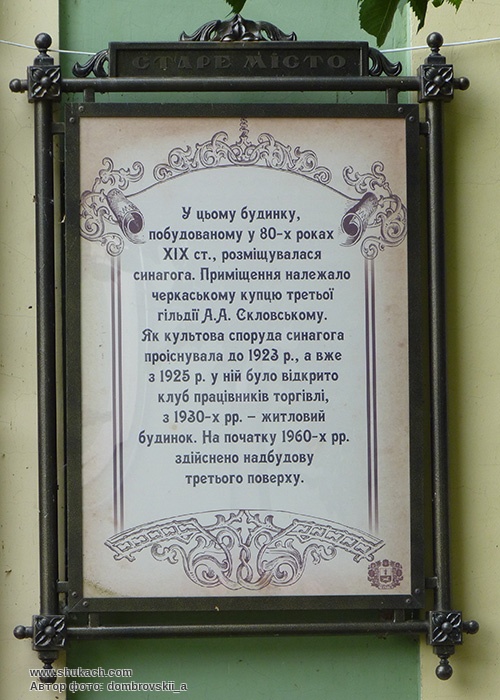 СТАРЕ МІСТО
У цьому будинку,
побудованому у 80-х роках
ХІХ ст., розміщувалася
синагога. Приміщення належало
черкаському купцю третьої
гільдії А.А. Скловському.
Як культова споруда синагога
проіснувала до 1923 р., а вже
з 1925 р. у ній було відкрито
клуб працівників торгівлі,
з 1930-х рр. – житловий
будинок. На початку 1960-х рр.
здійснено надбудову
третього поверху.
www.shukach.com
Автор фото: dombrovskii_a